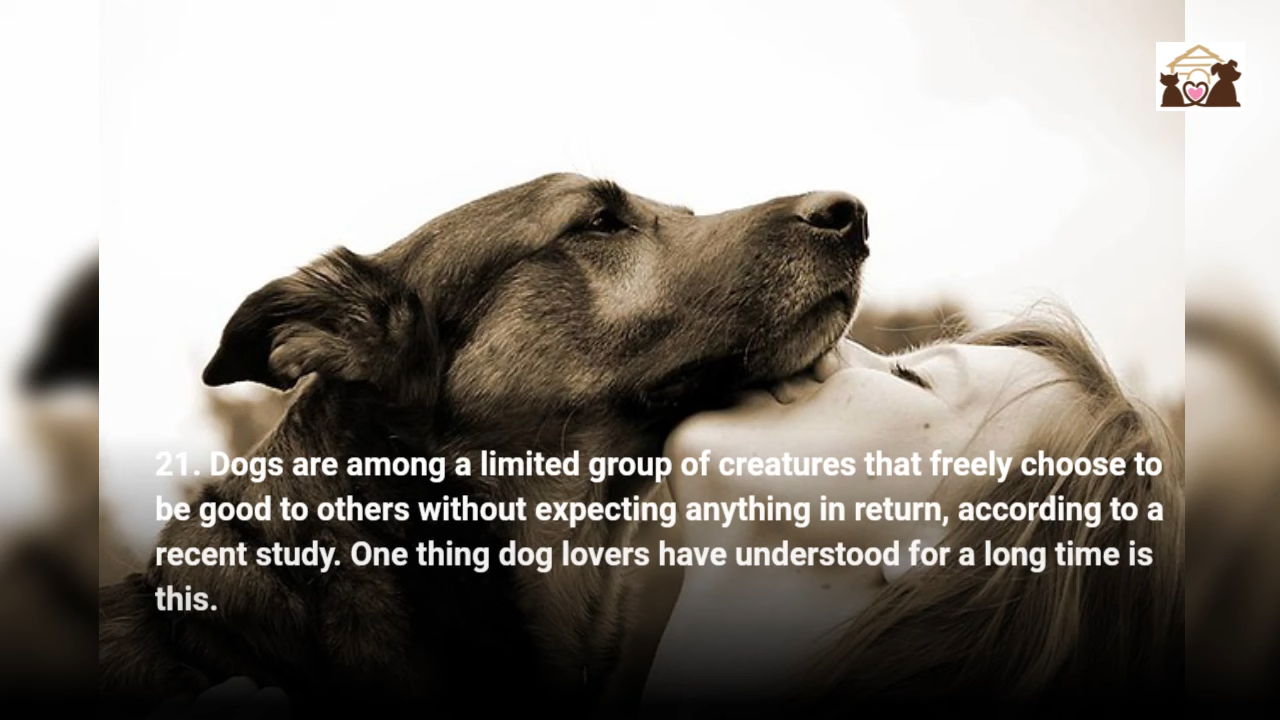 21. Dogs are among a limited group of creatures that freely choose to
be good to others without expecting anything in return, according to a
recent study. One thing dog lovers have understood for a long time is
this.